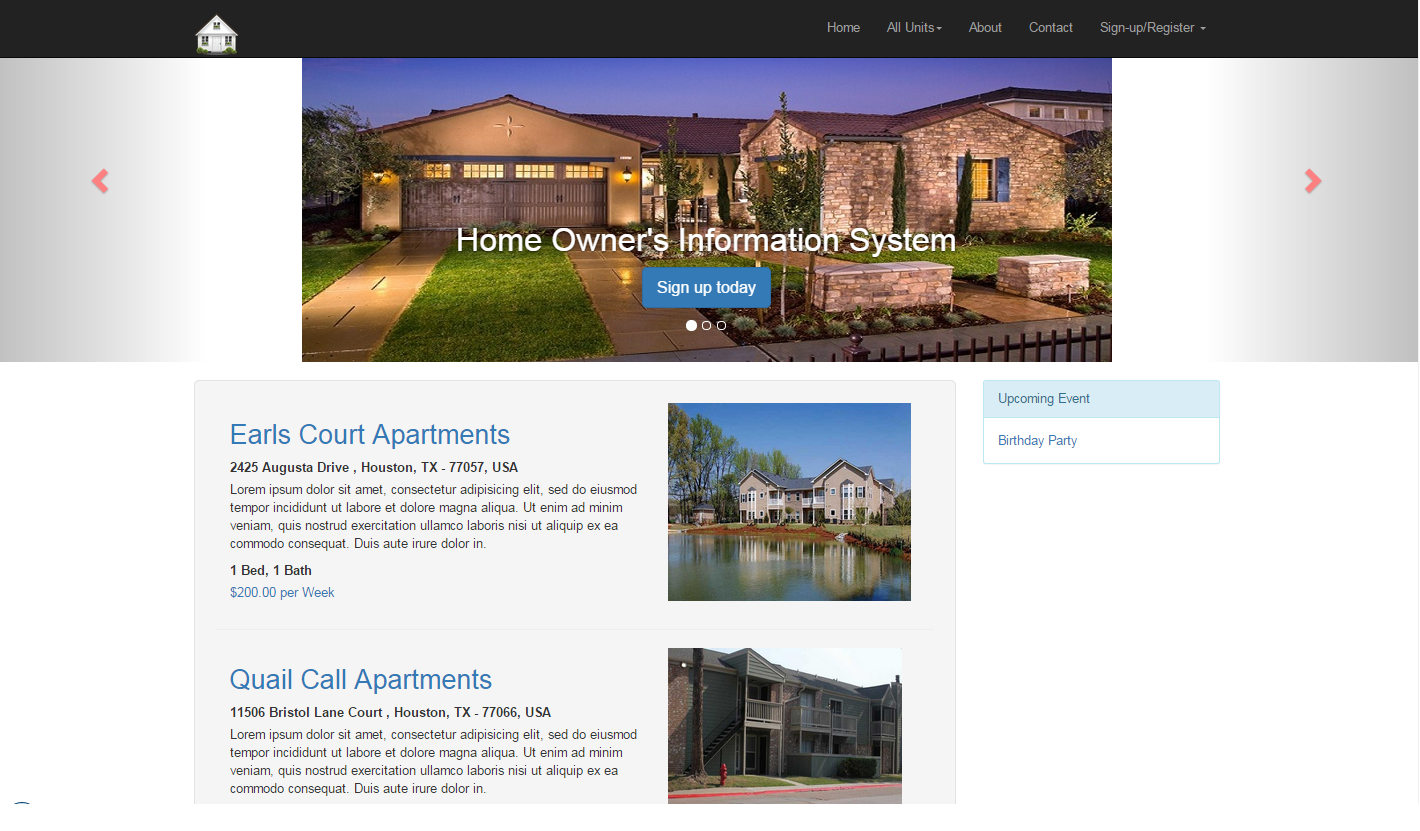 Home All Units About Contact Sign-up/Register
Home Owner's Information System
Sign up today
Earls Court Apartments
2425 Augusta Drive , Houston, TX - 77057, USA
Lorem ipsum dolor sit amet, consectetur adipisicing elit, sed do eiusmod
tempor incididunt ut labore et dolore magna aliqua. Ut enim ad minim
veniam, quis nostrud exercitation ullamco laboris nisi ut aliquip ex ea
commodo consequat. Duis aute irure dolor in.
1 Bed, 1 Bath
$200.00 per Week
Quail Call Apartments
11506 Bristol Lane Court , Houston, TX - 77066, USA
Lorem ipsum dolor sit amet, consectetur adipisicing elit, sed do eiusmod
tempor incididunt ut labore et dolore magna aliqua. Ut enim ad minim
veniam, quis nostrud exercitation ullamco laboris nisi ut aliquip ex ea
commodo consequat. Duis aute irure dolor in.
Upcoming Event
Birthday Party